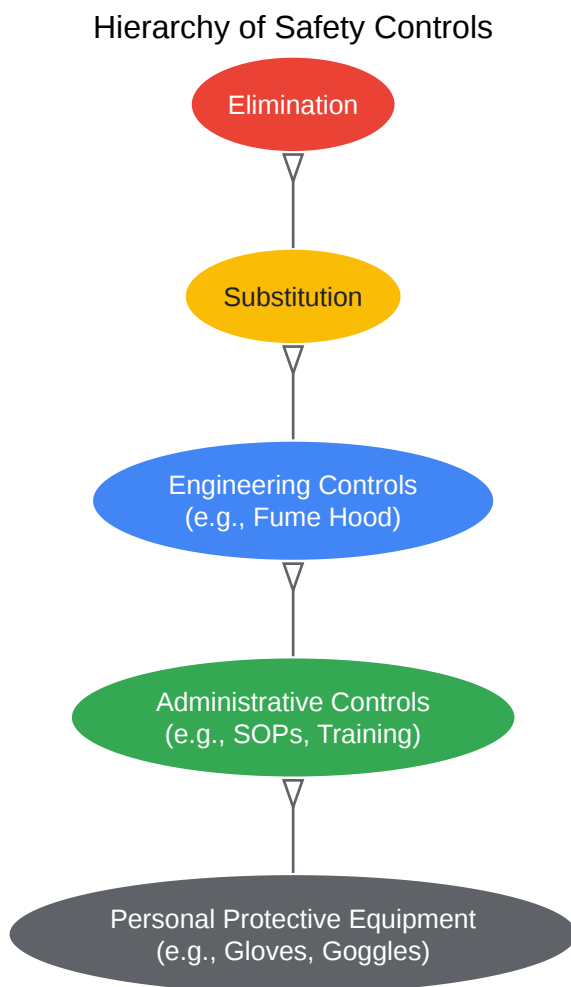 Hierarchy of Safety Controls
Elimination
Substitution
Engineering Controls
(e.g., Fume Hood)
Administrative Controls
(e.g., SOPs, Training)
Personal Protective Equipment
(e.g., Gloves, Goggles)